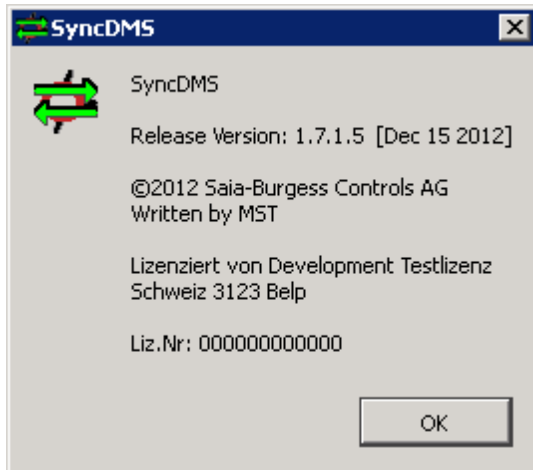 SyncDMS
SyncDMS
Release Version: 1.7.1.5 [Dec 15 2012]
©2012 Saia-Burgess Controls AG
Written by MST
Lizenziert von Development Testlizenz
Schweiz 3123 Belp
Liz.Nr: 000000000000
OK